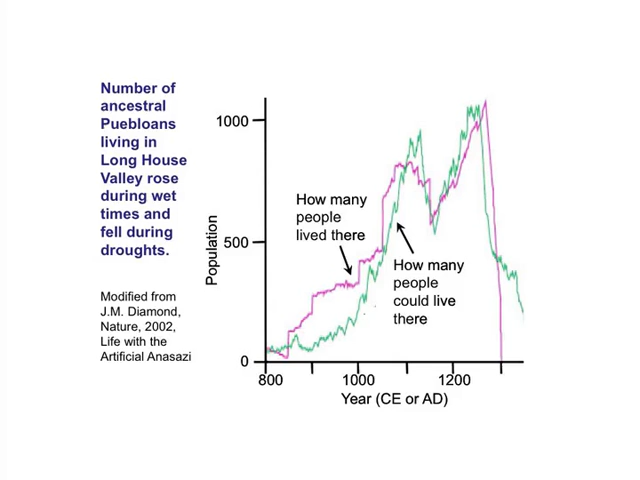 Number of
ancestral
Puebloans
living in
Long House
Valley rose
during wet
times and
fell during
droughts.
Modified from
J.M. Diamond,
Nature, 2002,
Life with the
Artificial Anasazi
Population
1000
500
0
How many
people
lived there
How many
people
could live
there
800
1000
1200
Year (CE or AD)